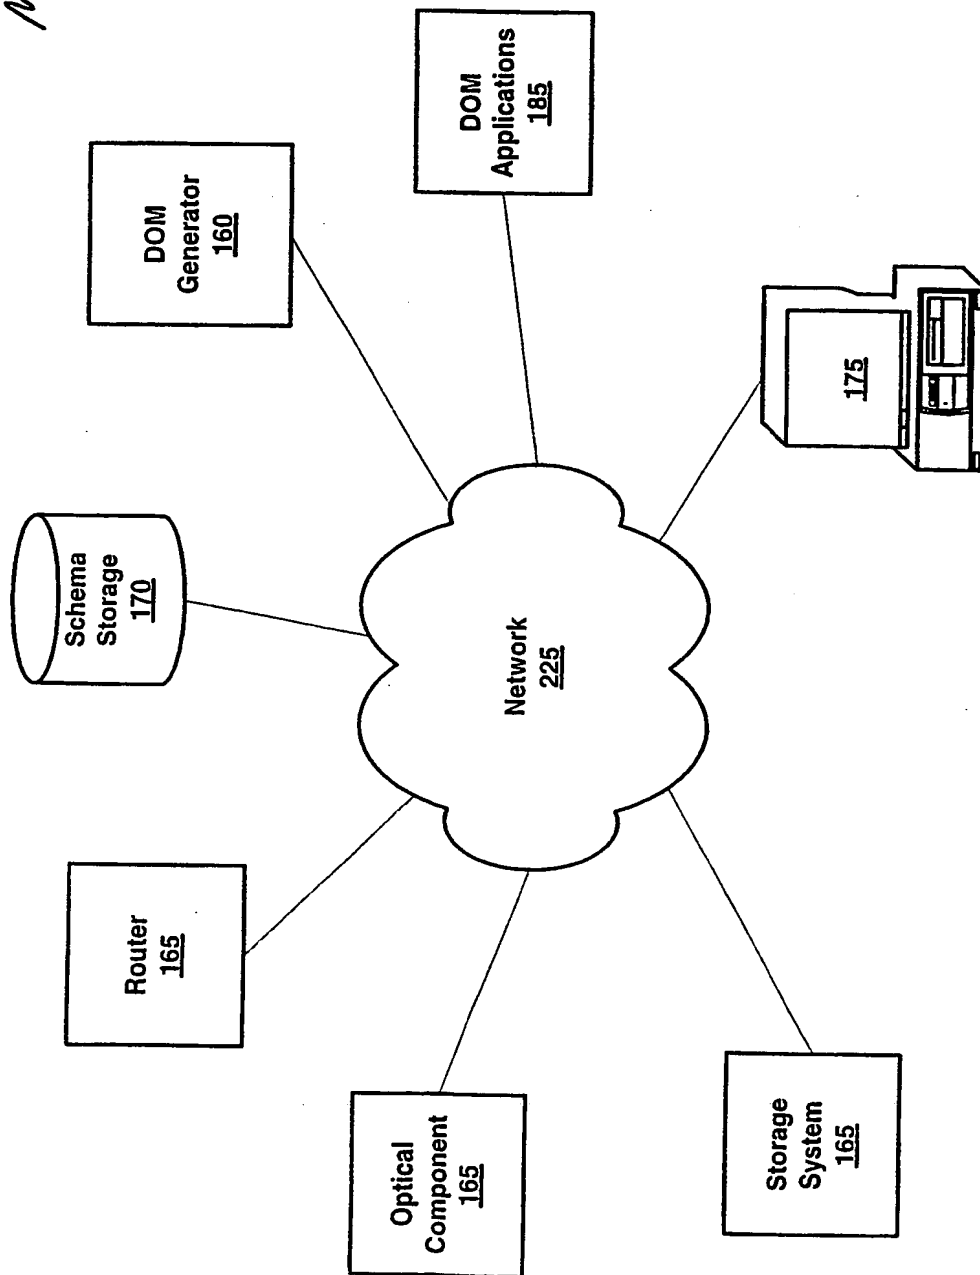 Router
165
Schema
Storage
170
DOM
Generator
160
Optical
Component
165
Network
225
DOM
Applications
185
Storage
System
165
175